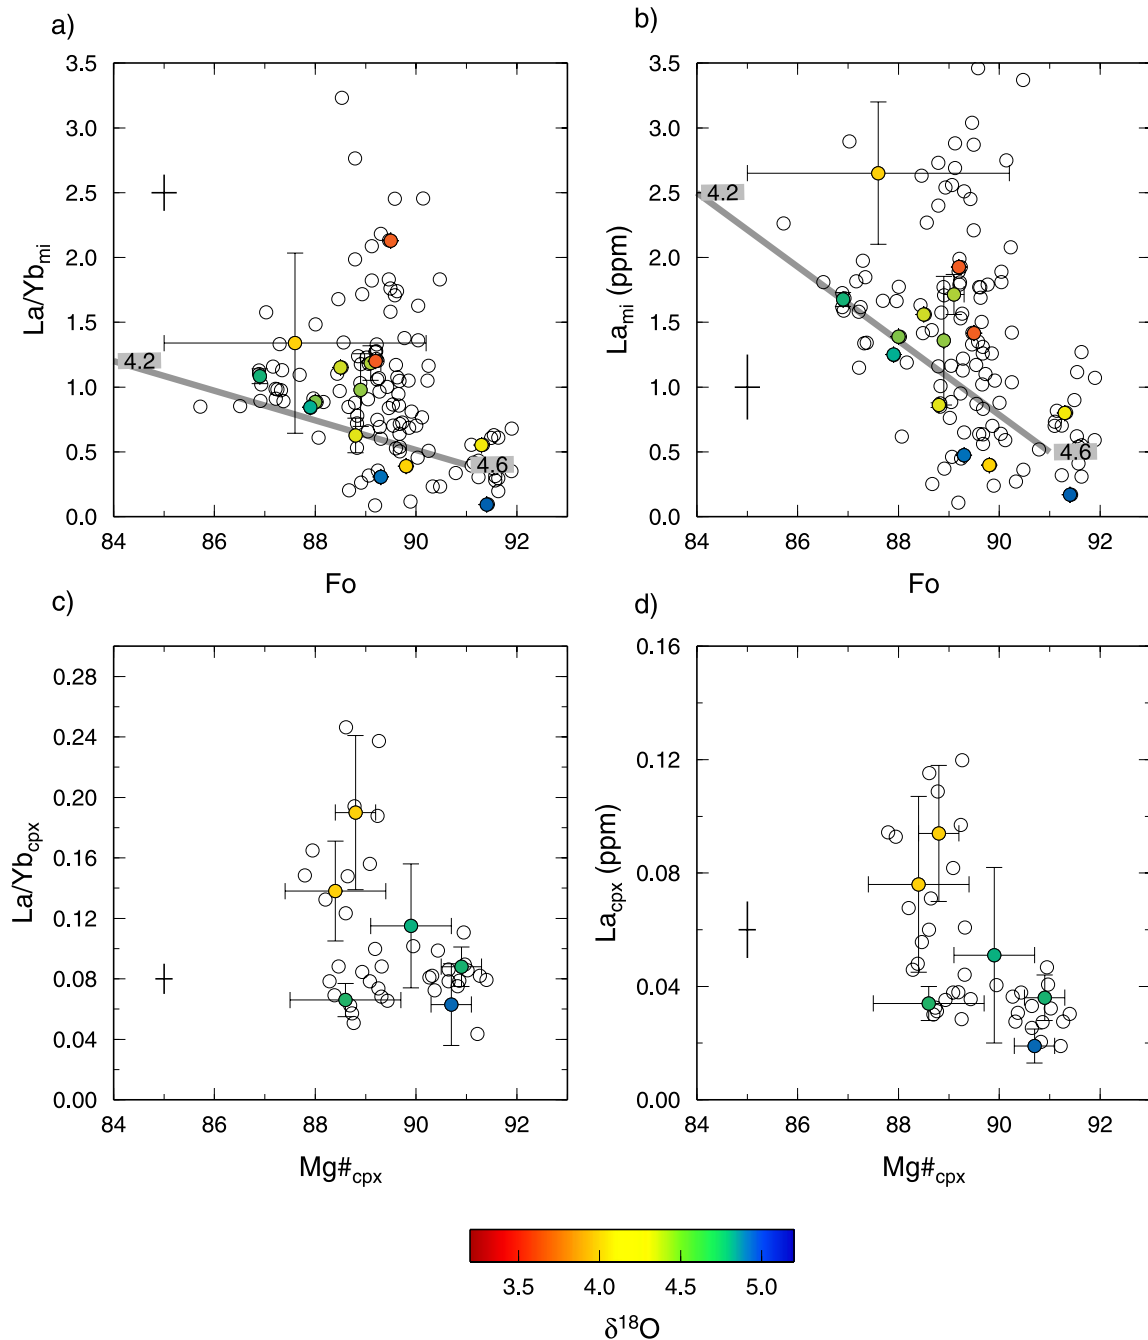 a)
La/Yb_mi
3.5
3.0
2.5
2.0
1.5
1.0
0.5
0.0
4.2
4.6
84 86 88 90 92
Fo
b)
La_mi (ppm)
3.5
3.0
2.5
2.0
1.5
1.0
0.5
0.0
4.2
4.6
84 86 88 90 92
Fo
c)
La/Yb_cpx
0.28
0.24
0.20
0.16
0.12
0.08
0.04
0.00
84 86 88 90 92
Mg#_cpx
d)
La_cpx (ppm)
0.16
0.12
0.08
0.04
0.00
84 86 88 90 92
Mg#_cpx
3.5 4.0 4.5 5.0
δ¹⁸O